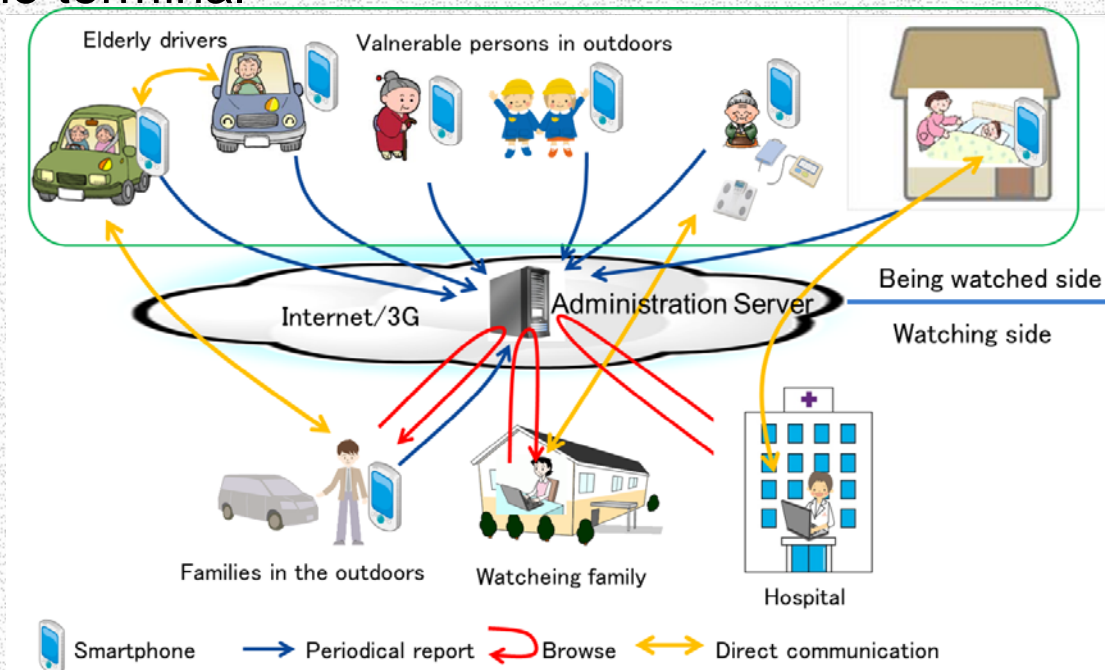 terminal
Elderly drivers
Valnerable persons in outdoors
Internet/3G
Administration Server
Being watched side
Watching side
Families in the outdoors
Watcheing family
Hospital
Smartphone
Periodical report
Browse
Direct communication